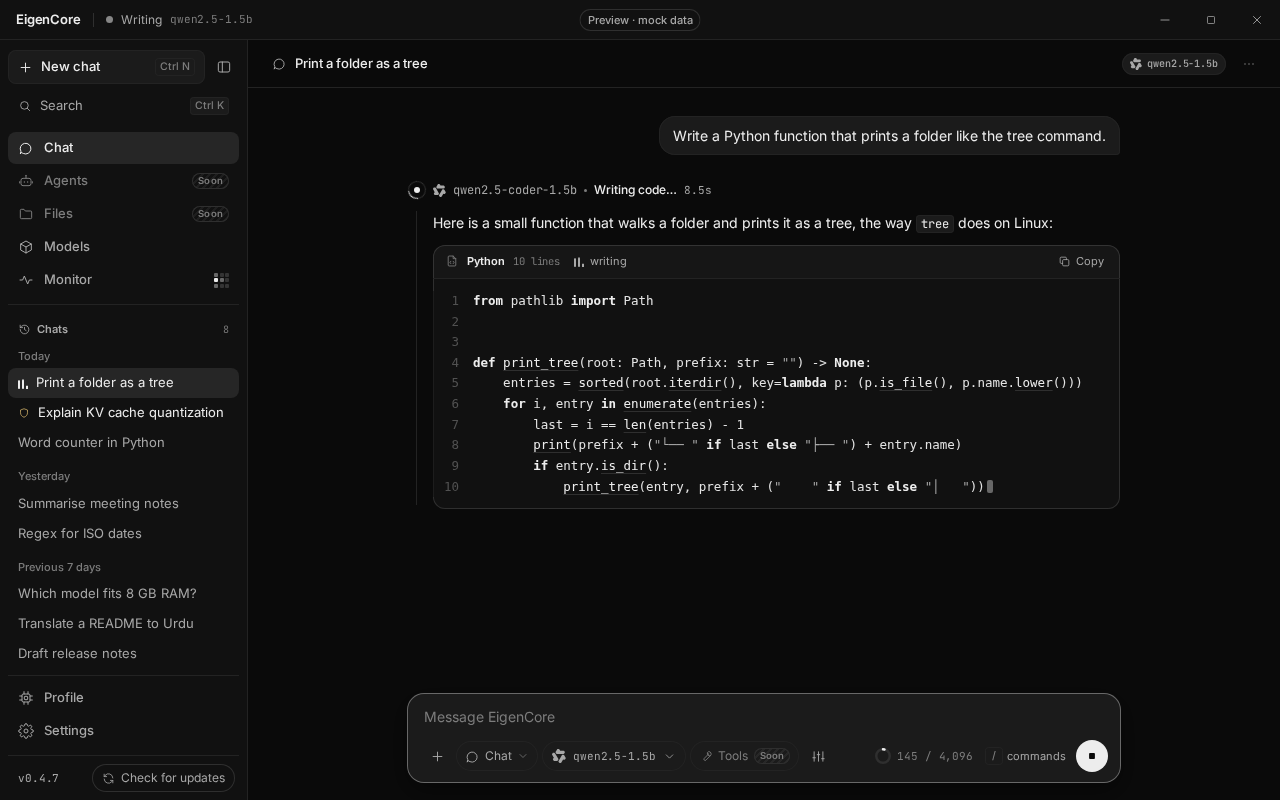 EigenCore
Writing qwen2.5-1.5b
Preview · mock data
New chat Ctrl N
Search Ctrl K
Chat
Agents Soon
Files Soon
Models
Monitor
Chats 8
Today
Print a folder as a tree
Explain KV cache quantization
Word counter in Python
Yesterday
Summarise meeting notes
Regex for ISO dates
Previous 7 days
Which model fits 8 GB RAM?
Translate a README to Urdu
Draft release notes
Profile
Settings
v0.4.7 Check for updates
Print a folder as a tree
qwen2.5-1.5b
Write a Python function that prints a folder like the tree command.
qwen2.5-coder-1.5b • Writing code... 8.5s
Here is a small function that walks a folder and prints it as a tree, the way tree does on Linux:
Python 10 lines writing Copy
1 from pathlib import Path
2
3
4 def print_tree(root: Path, prefix: str = "") -> None:
5     entries = sorted(root.iterdir(), key=lambda p: (p.is_file(), p.name.lower()))
6     for i, entry in enumerate(entries):
7         last = i == len(entries) - 1
8         print(prefix + ("└── " if last else "├── ") + entry.name)
9         if entry.is_dir():
10             print_tree(entry, prefix + ("    " if last else "│   "))
Message EigenCore
Chat qwen2.5-1.5b Tools Soon 145 / 4,096 / commands